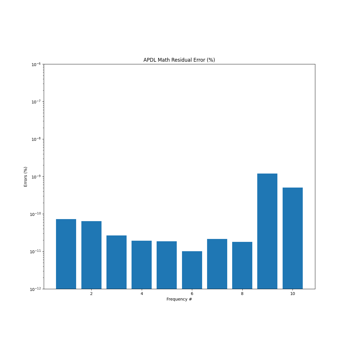 APDL Math Residual Error (%)
10⁻⁶
10⁻⁷
10⁻⁸
10⁻⁹
10⁻¹⁰
10⁻¹¹
10⁻¹²
Errors (%)
2 4 6 8 10
Frequency #